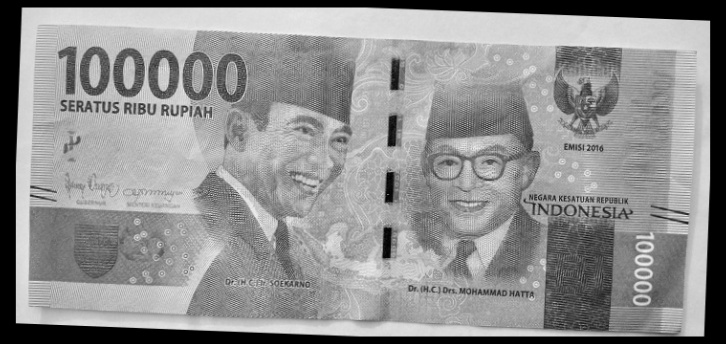 100000
SERATUS RIBU RUPIAH
EMISI 2016
NEGARA KESATUAN REPUBLIK
INDONESIA
GUBERNUR
MENTERI KEUANGAN
100000
Dr. (H.C.) Ir. SOEKARNO
Dr. (H.C.) Drs. MOHAMMAD HATTA